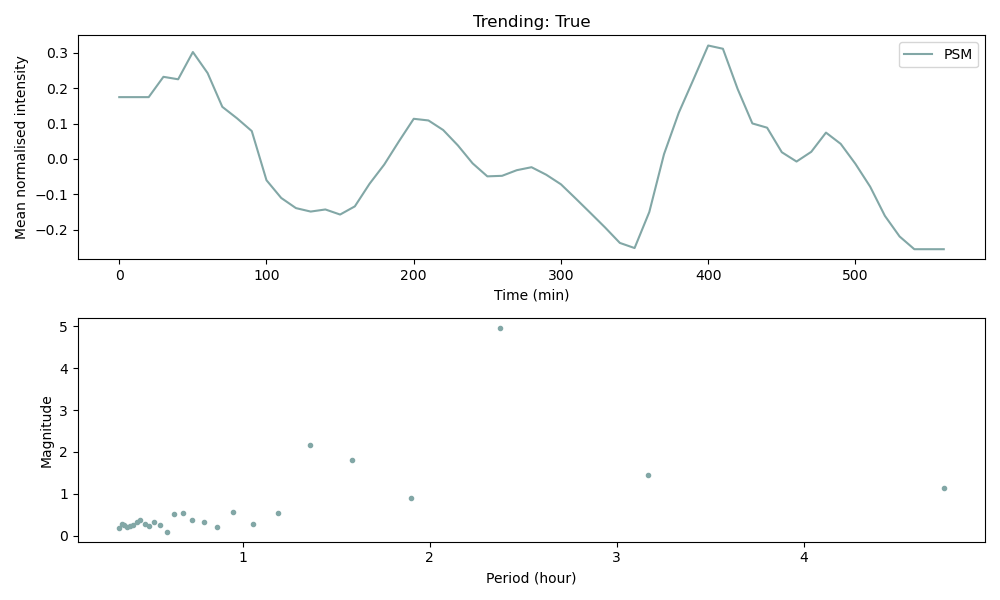 Trending: True
0.3
0.2
0.1
0.0
−0.1
−0.2
Mean normalised intensity
PSM
0 100 200 300 400 500
Time (min)
5
4
3
2
1
0
Magnitude
1 2 3 4
Period (hour)